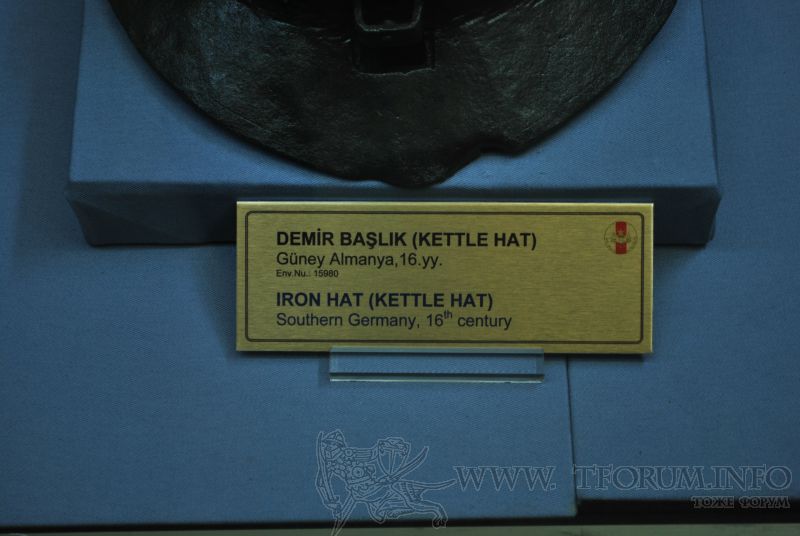 DEMİR BAŞLIK (KETTLE HAT)
Güney Almanya,16.yy.
Env.Nu.: 15980
IRON HAT (KETTLE HAT)
Southern Germany, 16th century
WWW. TFORUM.INFO
ТОЖЕ ФОРУМ